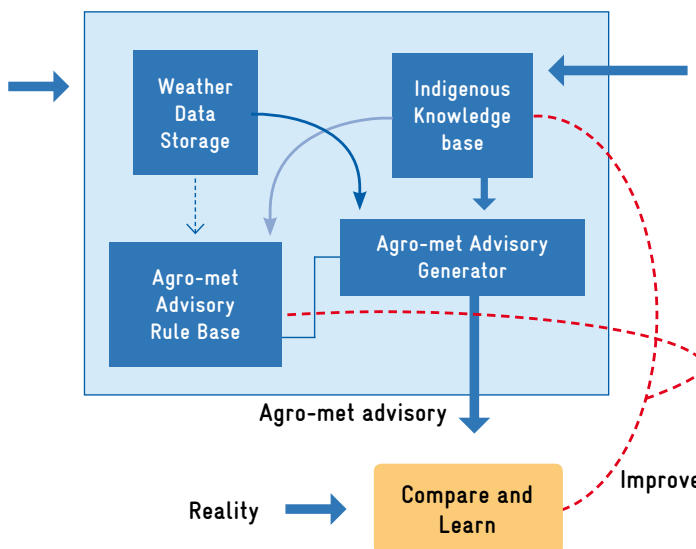 Weather
Data
Storage
Indigenous
Knowledge
base
Agro-met Advisory
Generator
Agro-met
Advisory
Rule Base
Agro-met advisory
Reality
Compare and
Learn
Improve